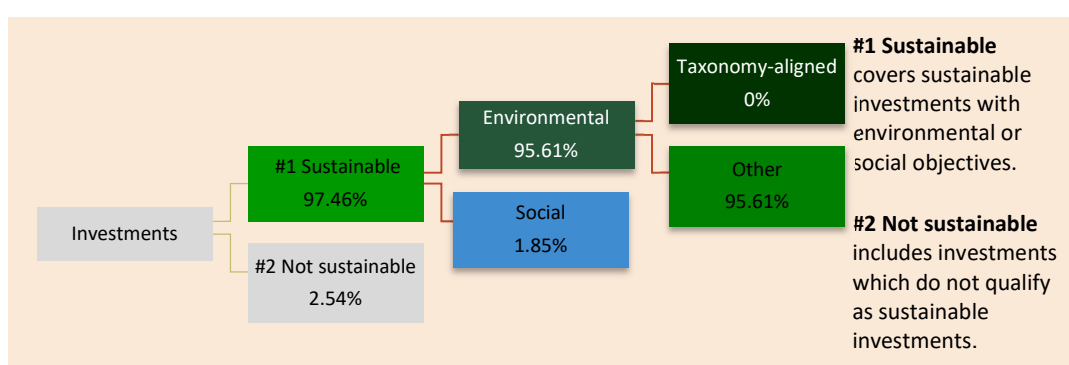 Investments
#1 Sustainable
97.46%
#2 Not sustainable
2.54%
Environmental
95.61%
Social
1.85%
Taxonomy-aligned
0%
Other
95.61%
#1 Sustainable
covers sustainable
investments with
environmental or
social objectives.
#2 Not sustainable
includes investments
which do not qualify
as sustainable
investments.